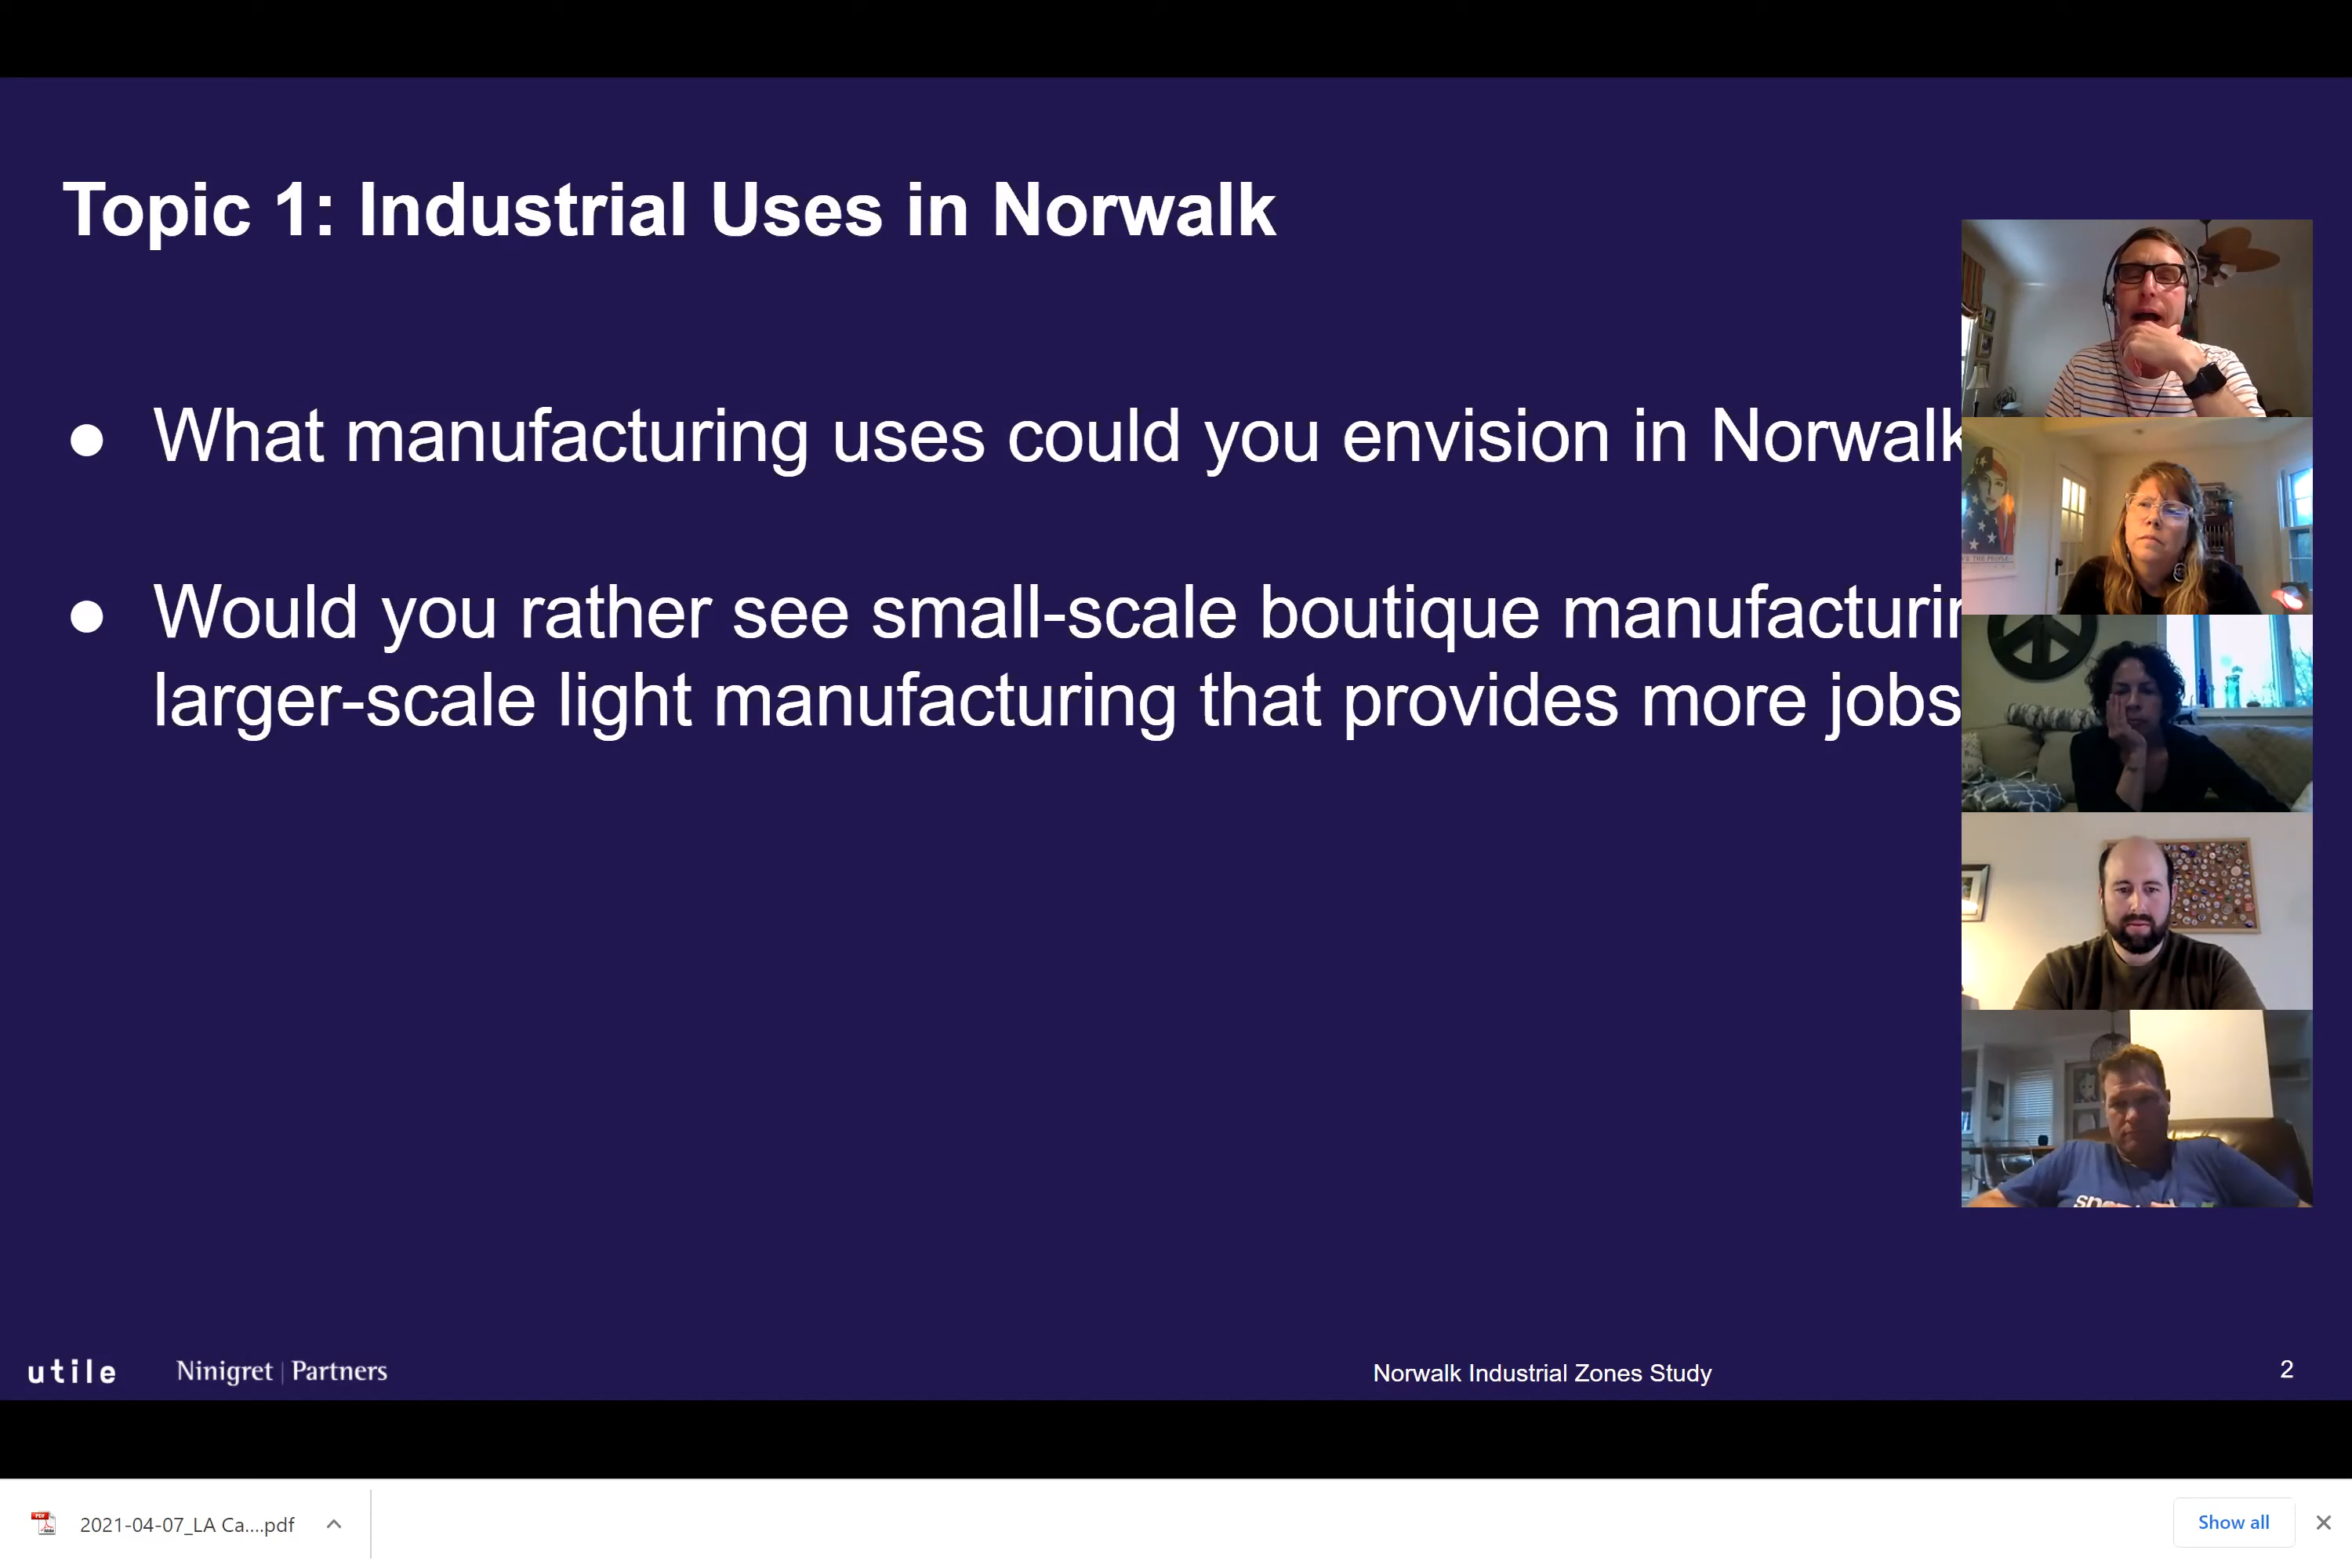 Topic 1: Industrial Uses in Norwalk
● What manufacturing uses could you envision in Norwalk
● Would you rather see small-scale boutique manufacturin
larger-scale light manufacturing that provides more jobs
utile Ninigret | Partners
Norwalk Industrial Zones Study
2
2021-04-07_LA Ca....pdf
Show all